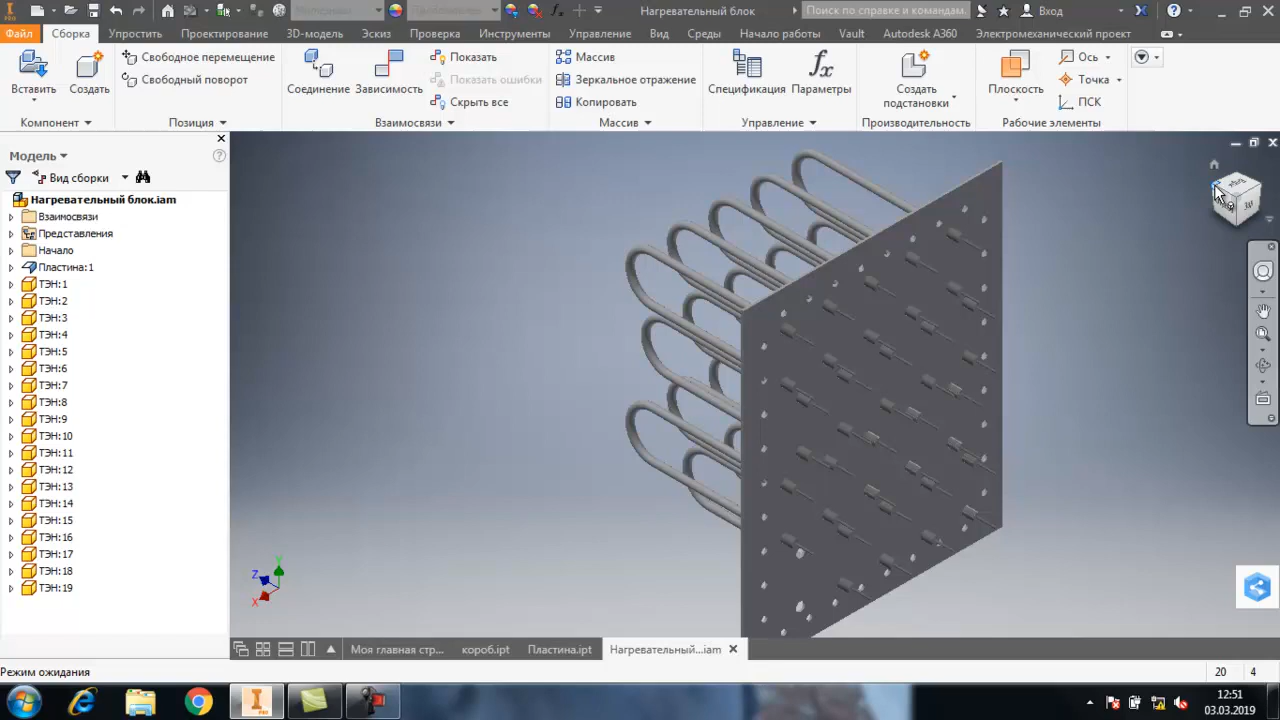 Нагревательный блок
Поиск по справке и командам.
Вход
Файл Сборка Упростить Проектирование 3D-модель Эскиз Проверка Инструменты Управление Вид Среды Начало работы Vault Autodesk A360 Электромеханический проект
Вставить
Создать
Свободное перемещение
Свободный поворот
Компонент
Позиция
Соединение
Зависимость
Показать
Показать ошибки
Скрыть все
Взаимосвязи
Массив
Зеркальное отражение
Копировать
Массив
Спецификация
Параметры
Управление
Создать
подстановки
Производительность
Плоскость
Ось
Точка
ПСК
Рабочие элементы
Модель
Вид сборки
Нагревательный блок.iam
Взаимосвязи
Представления
Начало
Пластина:1
ТЭН:1
ТЭН:2
ТЭН:3
ТЭН:4
ТЭН:5
ТЭН:6
ТЭН:7
ТЭН:8
ТЭН:9
ТЭН:10
ТЭН:11
ТЭН:12
ТЭН:13
ТЭН:14
ТЭН:15
ТЭН:16
ТЭН:17
ТЭН:18
ТЭН:19
Y
Z
X
Моя главная стр... короб.ipt Пластина.ipt Нагревательный...iam
Режим ожидания
20 4
12:51
03.03.2019